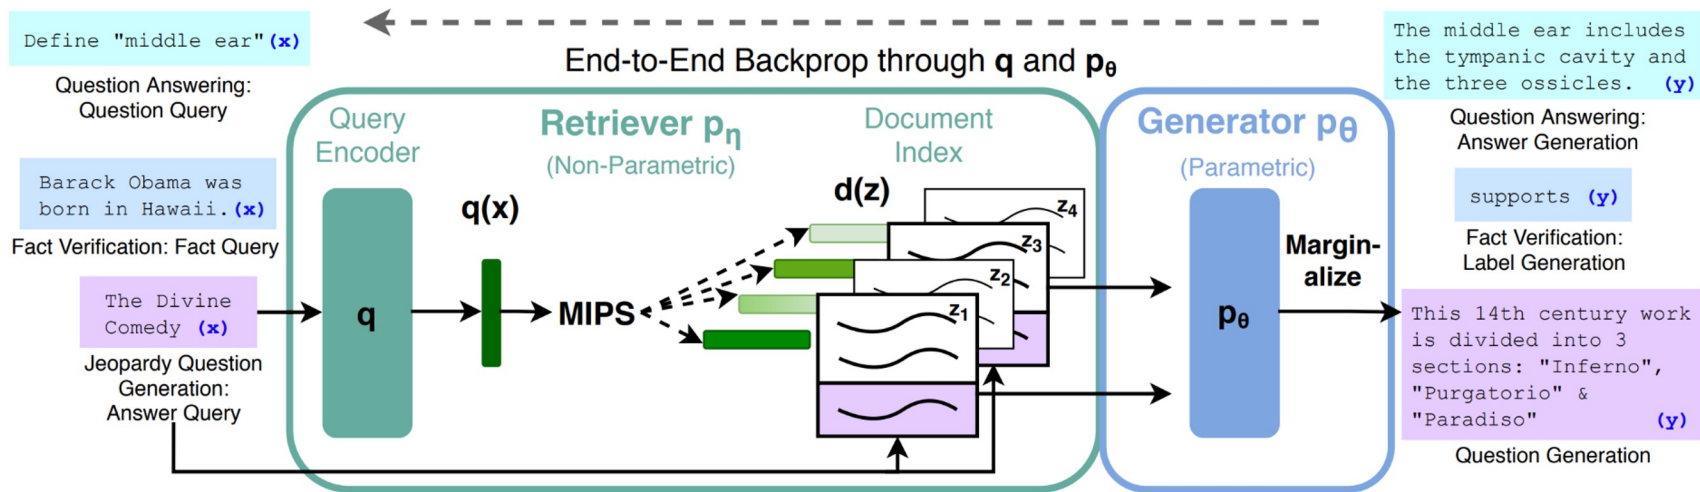 Define "middle ear"(x)
Question Answering:
Question Query
Barack Obama was
born in Hawaii.(x)
Fact Verification: Fact Query
The Divine
Comedy (x)
Jeopardy Question
Generation:
Answer Query
End-to-End Backprop through q and pθ
Query
Encoder
Retriever pη
(Non-Parametric)
Document
Index
q
q(x)
MIPS
d(z)
z4
z3
z2
z1
Generator pθ
(Parametric)
pθ
Margin-
alize
The middle ear includes
the tympanic cavity and
the three ossicles. (y)
Question Answering:
Answer Generation
supports (y)
Fact Verification:
Label Generation
This 14th century work
is divided into 3
sections: "Inferno",
"Purgatorio" &
"Paradiso" (y)
Question Generation